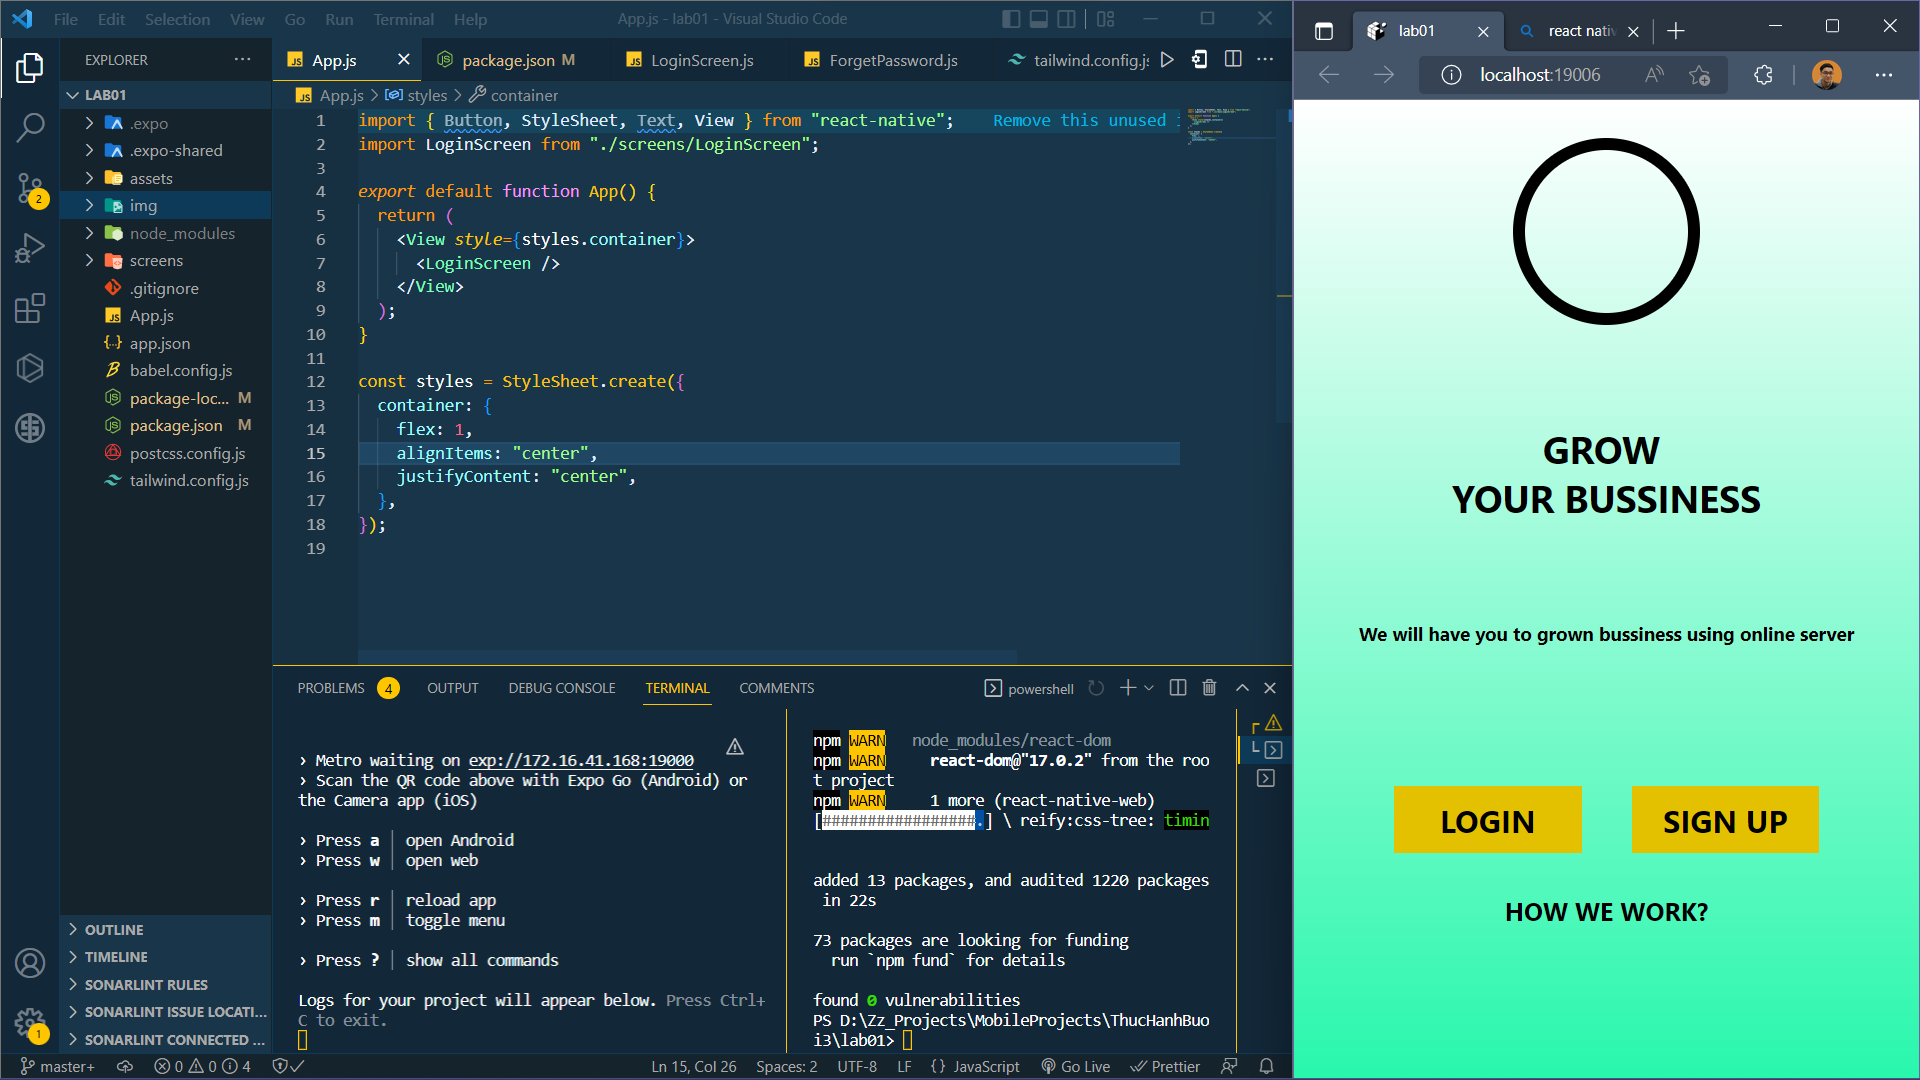 File Edit Selection View Go Run Terminal Help
App.js - lab01 - Visual Studio Code
EXPLORER
LAB01
.expo
.expo-shared
assets
img
node_modules
screens
.gitignore
App.js
app.json
babel.config.js
package-loc... M
package.json M
postcss.config.js
tailwind.config.js
OUTLINE
TIMELINE
SONARLINT RULES
SONARLINT ISSUE LOCATI...
SONARLINT CONNECTED ...
2
1
App.js
package.json M
LoginScreen.js
ForgetPassword.js
tailwind.config.js
App.js > styles > container
1 import { Button, StyleSheet, Text, View } from "react-native"; Remove this unused
2 import LoginScreen from "./screens/LoginScreen";
3
4 export default function App() {
5 return (
6 <View style={styles.container}>
7 <LoginScreen />
8 </View>
9 );
10 }
11
12 const styles = StyleSheet.create({
13 container: {
14 flex: 1,
15 alignItems: "center",
16 justifyContent: "center",
17 },
18 });
19
PROBLEMS 4 OUTPUT DEBUG CONSOLE TERMINAL COMMENTS
powershell
› Metro waiting on exp://172.16.41.168:19000
› Scan the QR code above with Expo Go (Android) or
the Camera app (iOS)
› Press a │ open Android
› Press w │ open web
› Press r │ reload app
› Press m │ toggle menu
› Press ? │ show all commands
Logs for your project will appear below. Press Ctrl+
C to exit.
npm WARN node_modules/react-dom
npm WARN react-dom@"17.0.2" from the roo
t project
npm WARN 1 more (react-native-web)
[#################.] \ reify:css-tree: timin
added 13 packages, and audited 1220 packages
in 22s
73 packages are looking for funding
run `npm fund` for details
found 0 vulnerabilities
PS D:\Zz_Projects\MobileProjects\ThucHanhBuo
i3\lab01>
master+ 0 0 4
Ln 15, Col 26 Spaces: 2 UTF-8 LF {} JavaScript Go Live Prettier
lab01
react nativ
localhost:19006
GROW
YOUR BUSSINESS
We will have you to grown bussiness using online server
LOGIN
SIGN UP
HOW WE WORK?